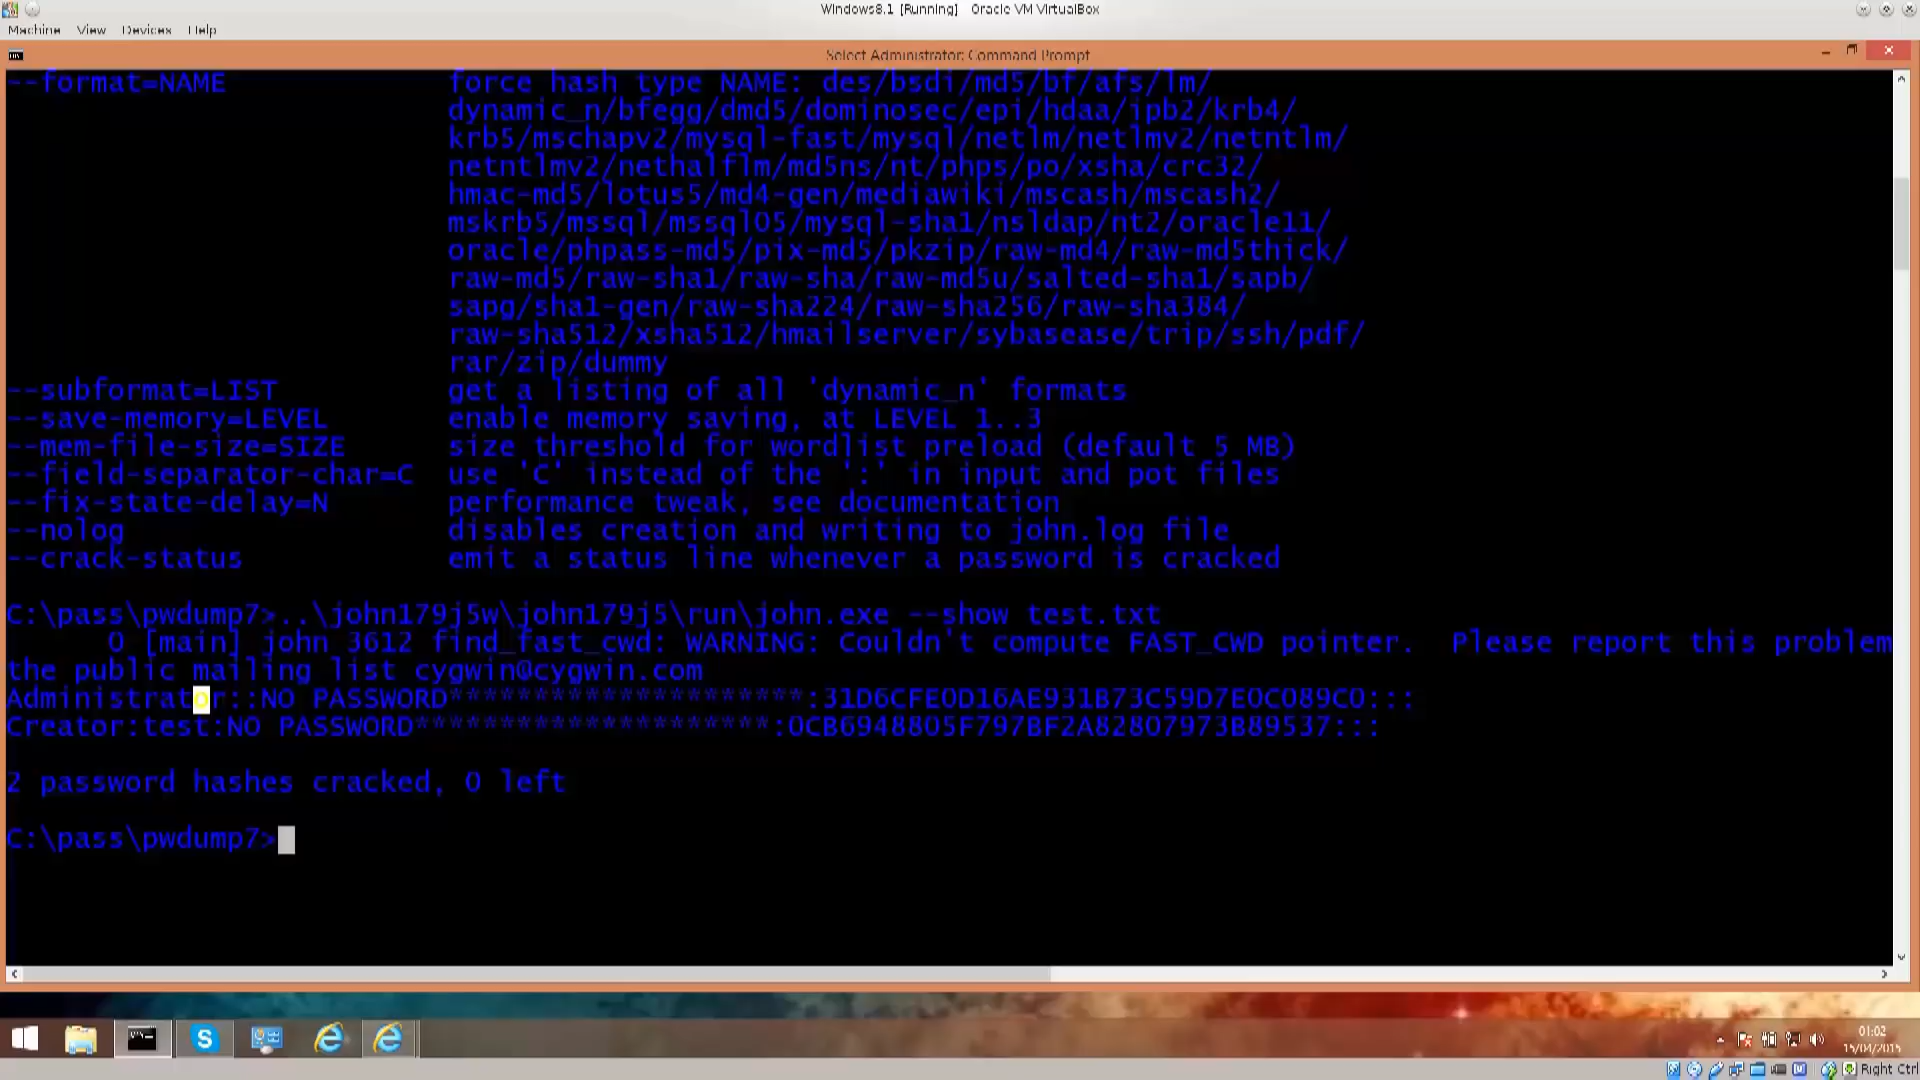 Windows8.1 [Running] - Oracle VM VirtualBox
Machine View Devices Help
Select Administrator: Command Prompt
--format=NAME force hash type NAME: des/bsdi/md5/bf/afs/lm/
dynamic_n/bfegg/dmd5/dominosec/epi/hdaa/ipb2/krb4/
krb5/mschapv2/mysql-fast/mysql/netlm/netlmv2/netntlm/
netntlmv2/nethalflm/md5ns/nt/phps/po/xsha/crc32/
hmac-md5/lotus5/md4-gen/mediawiki/mscash/mscash2/
mskrb5/mssql/mssql05/mysql-sha1/nsldap/nt2/oracle11/
oracle/phpass-md5/pix-md5/pkzip/raw-md4/raw-md5thick/
raw-md5/raw-sha1/raw-sha/raw-md5u/salted-sha1/sapb/
sapg/sha1-gen/raw-sha224/raw-sha256/raw-sha384/
raw-sha512/xsha512/hmailserver/sybasease/trip/ssh/pdf/
rar/zip/dummy
--subformat=LIST get a listing of all 'dynamic_n' formats
--save-memory=LEVEL enable memory saving, at LEVEL 1..3
--mem-file-size=SIZE size threshold for wordlist preload (default 5 MB)
--field-separator-char=C use 'C' instead of the ':' in input and pot files
--fix-state-delay=N performance tweak, see documentation
--nolog disables creation and writing to john.log file
--crack-status emit a status line whenever a password is cracked
C:\pass\pwdump7>..\john179j5w\john179j5\run\john.exe --show test.txt
0 [main] john 3612 find_fast_cwd: WARNING: Couldn't compute FAST_CWD pointer. Please report this problem
the public mailing list cygwin@cygwin.com
Administrator::NO PASSWORD*********************:31D6CFE0D16AE931B73C59D7E0C089C0:::
Creator:test:NO PASSWORD*********************:0CB6948805F797BF2A82807973B89537:::
2 password hashes cracked, 0 left
C:\pass\pwdump7>
01:02
15/04/2015
Right Ctrl